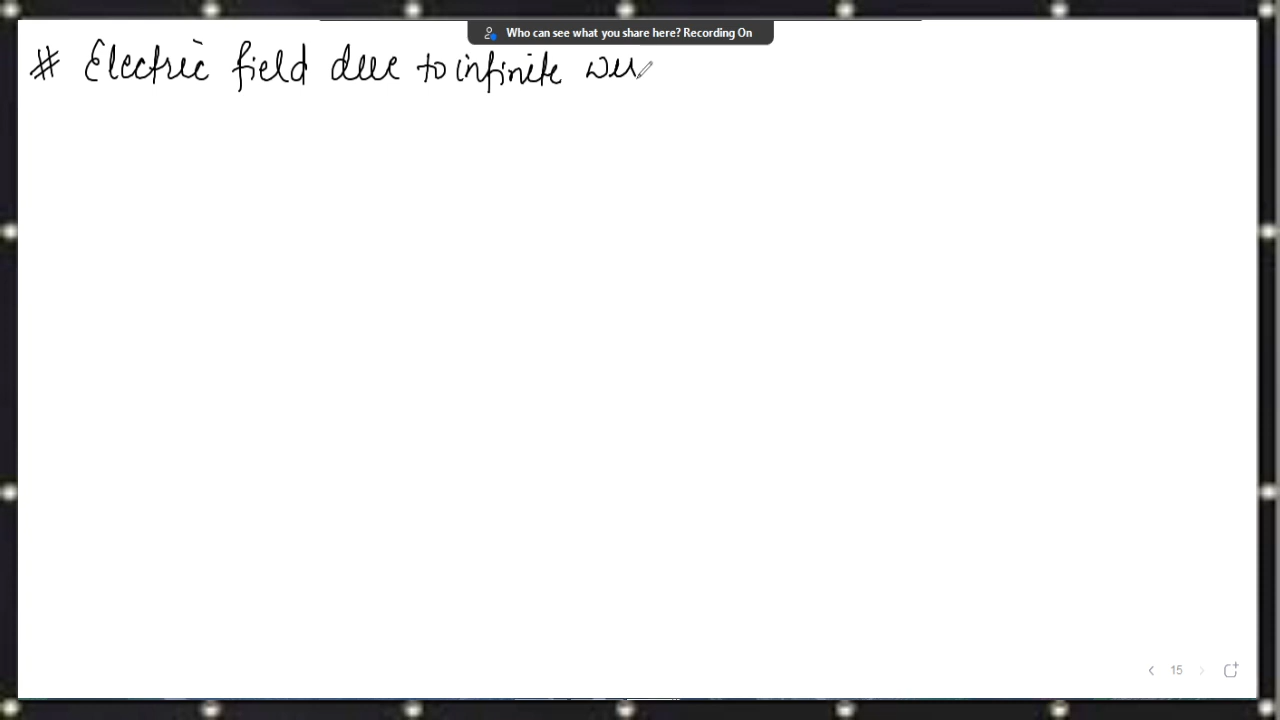 Who can see what you share here? Recording On
# Electric field due to infinite
15